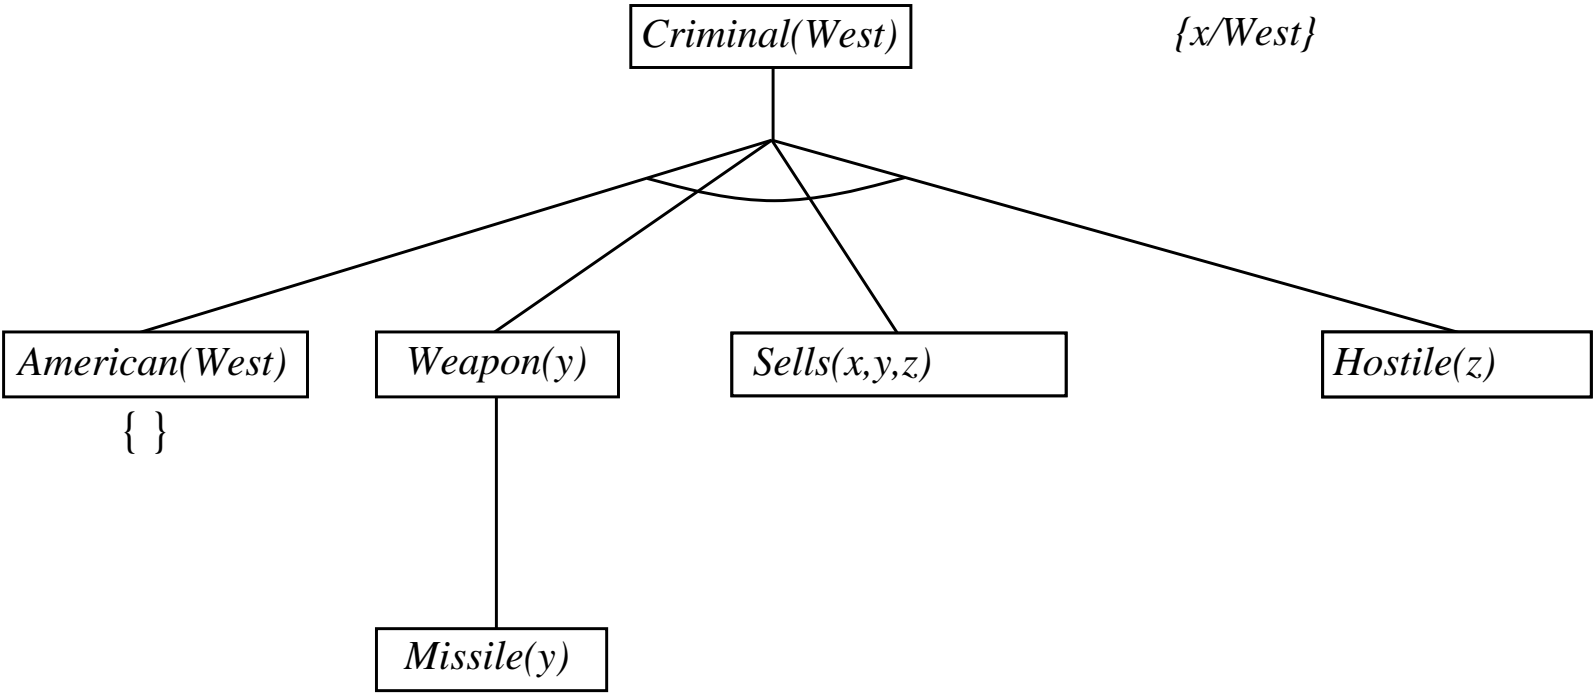 Criminal(West)
{x/West}
American(West)
Weapon(y)
Sells(x,y,z)
Hostile(z)
{ }
Missile(y)